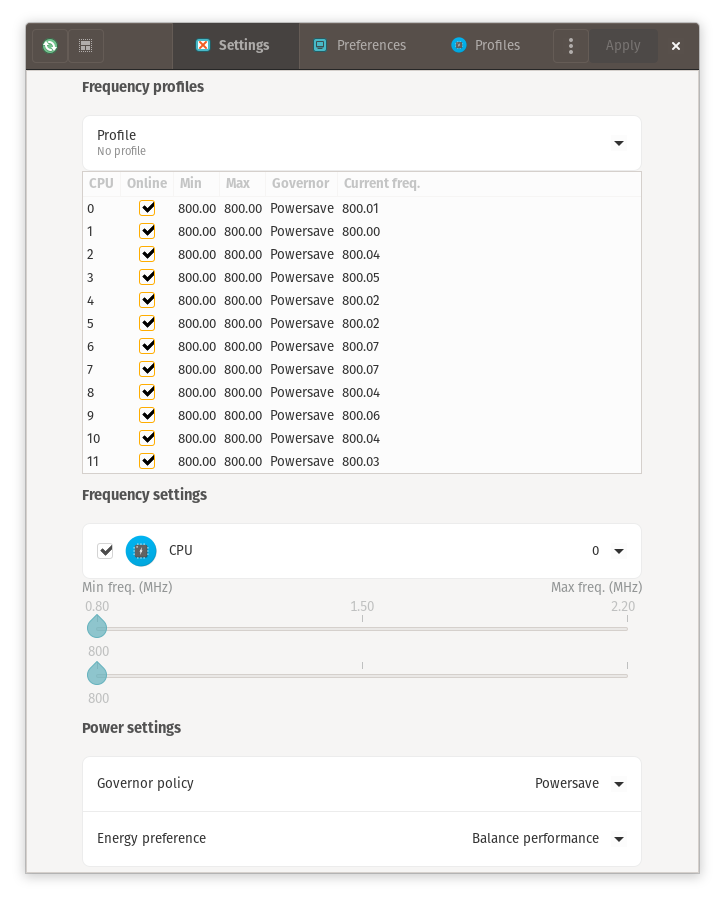 Settings Preferences Profiles Apply
Frequency profiles
Profile
No profile
CPU Online Min Max Governor Current freq.
0 800.00 800.00 Powersave 800.01
1 800.00 800.00 Powersave 800.00
2 800.00 800.00 Powersave 800.04
3 800.00 800.00 Powersave 800.05
4 800.00 800.00 Powersave 800.02
5 800.00 800.00 Powersave 800.02
6 800.00 800.00 Powersave 800.07
7 800.00 800.00 Powersave 800.07
8 800.00 800.00 Powersave 800.04
9 800.00 800.00 Powersave 800.06
10 800.00 800.00 Powersave 800.04
11 800.00 800.00 Powersave 800.03
Frequency settings
CPU 0
Min freq. (MHz) Max freq. (MHz)
0.80 1.50 2.20
800
800
Power settings
Governor policy Powersave
Energy preference Balance performance